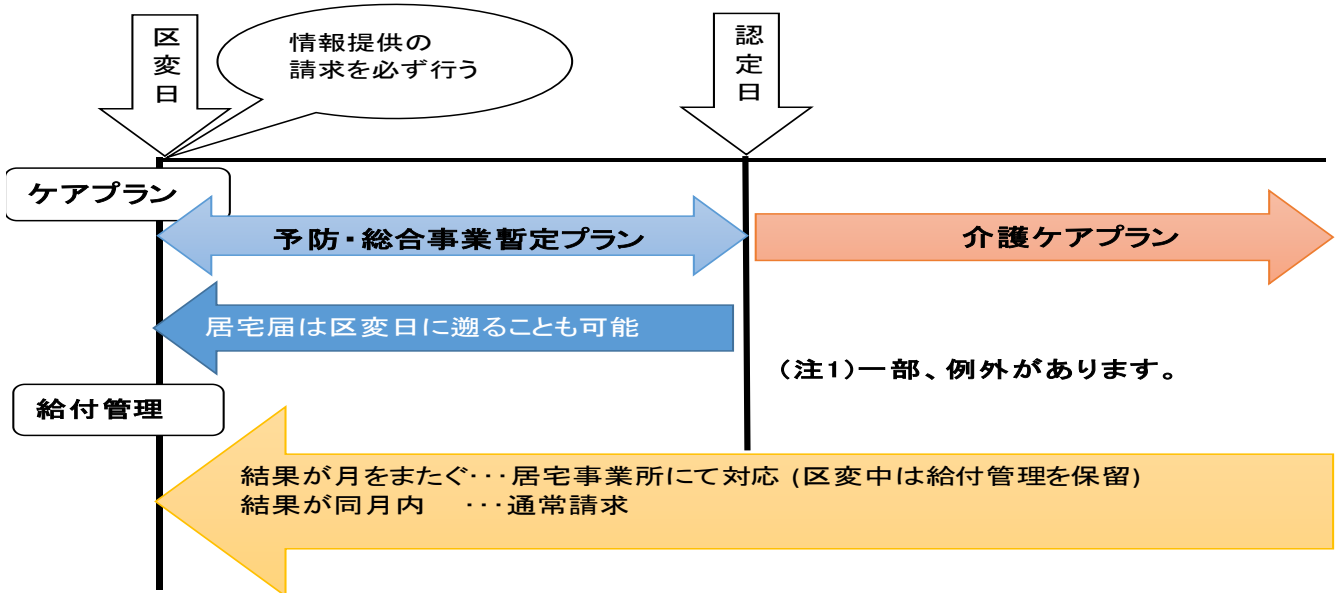 区変日
情報提供の
請求を必ず行う
認定日
ケアプラン
予防・総合事業暫定プラン
介護ケアプラン
居宅届は区変日に遡ることも可能
(注1)一部、例外があります。
給付管理
結果が月をまたぐ・・・居宅事業所にて対応 (区変中は給付管理を保留)
結果が同月内　・・・通常請求